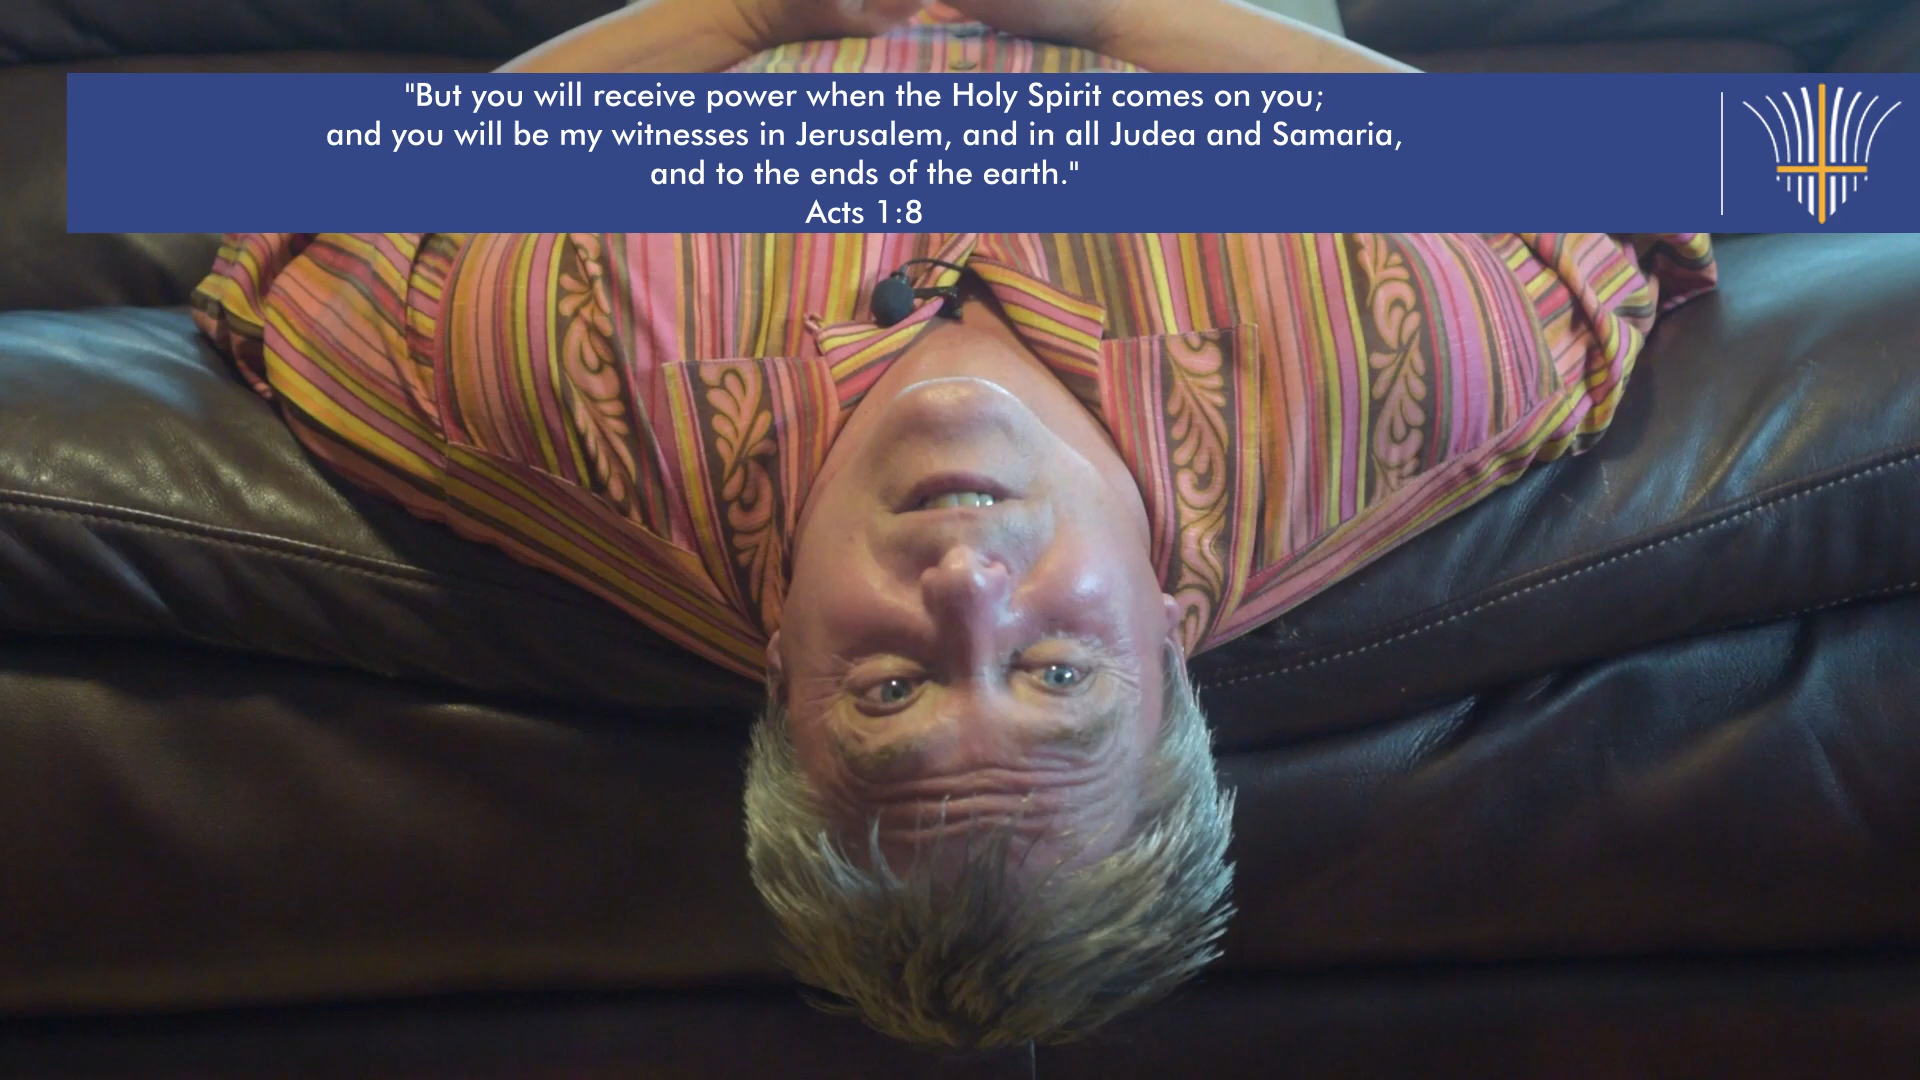 "But you will receive power when the Holy Spirit comes on you;
and you will be my witnesses in Jerusalem, and in all Judea and Samaria,
and to the ends of the earth."
Acts 1:8